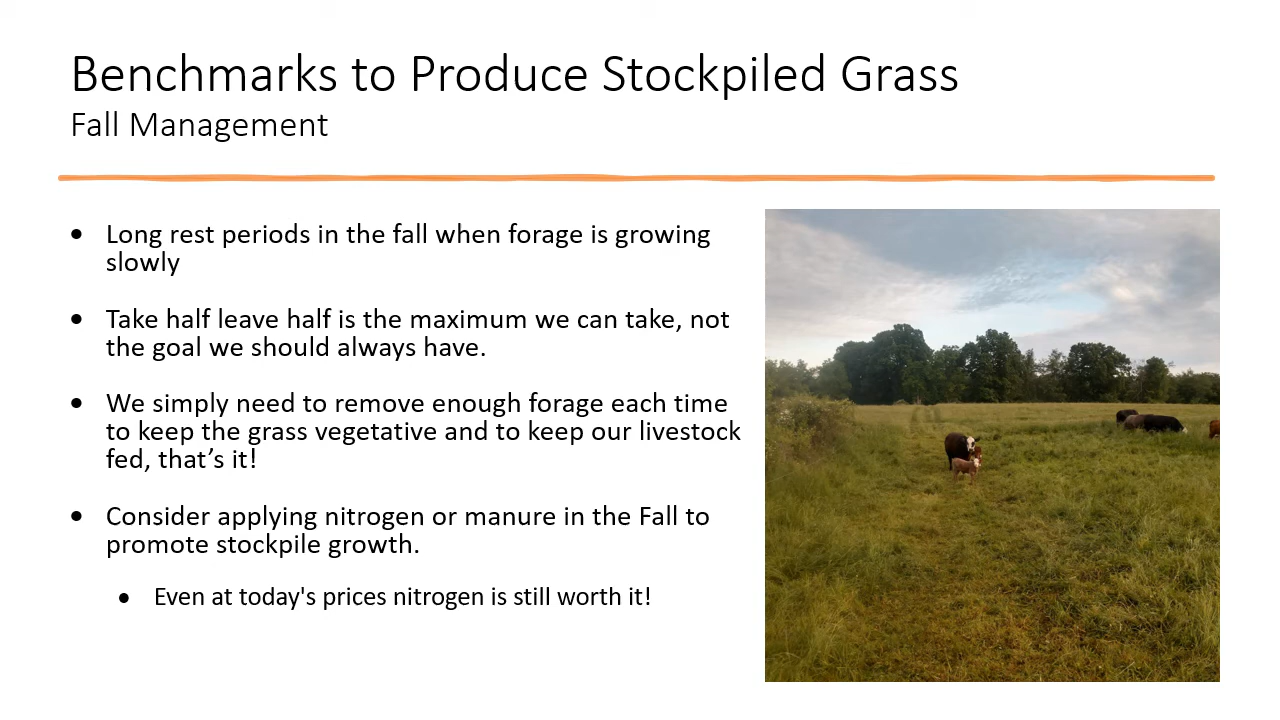 Benchmarks to Produce Stockpiled Grass
Fall Management
• Long rest periods in the fall when forage is growing
slowly
• Take half leave half is the maximum we can take, not
the goal we should always have.
• We simply need to remove enough forage each time
to keep the grass vegetative and to keep our livestock
fed, that’s it!
• Consider applying nitrogen or manure in the Fall to
promote stockpile growth.
• Even at today's prices nitrogen is still worth it!